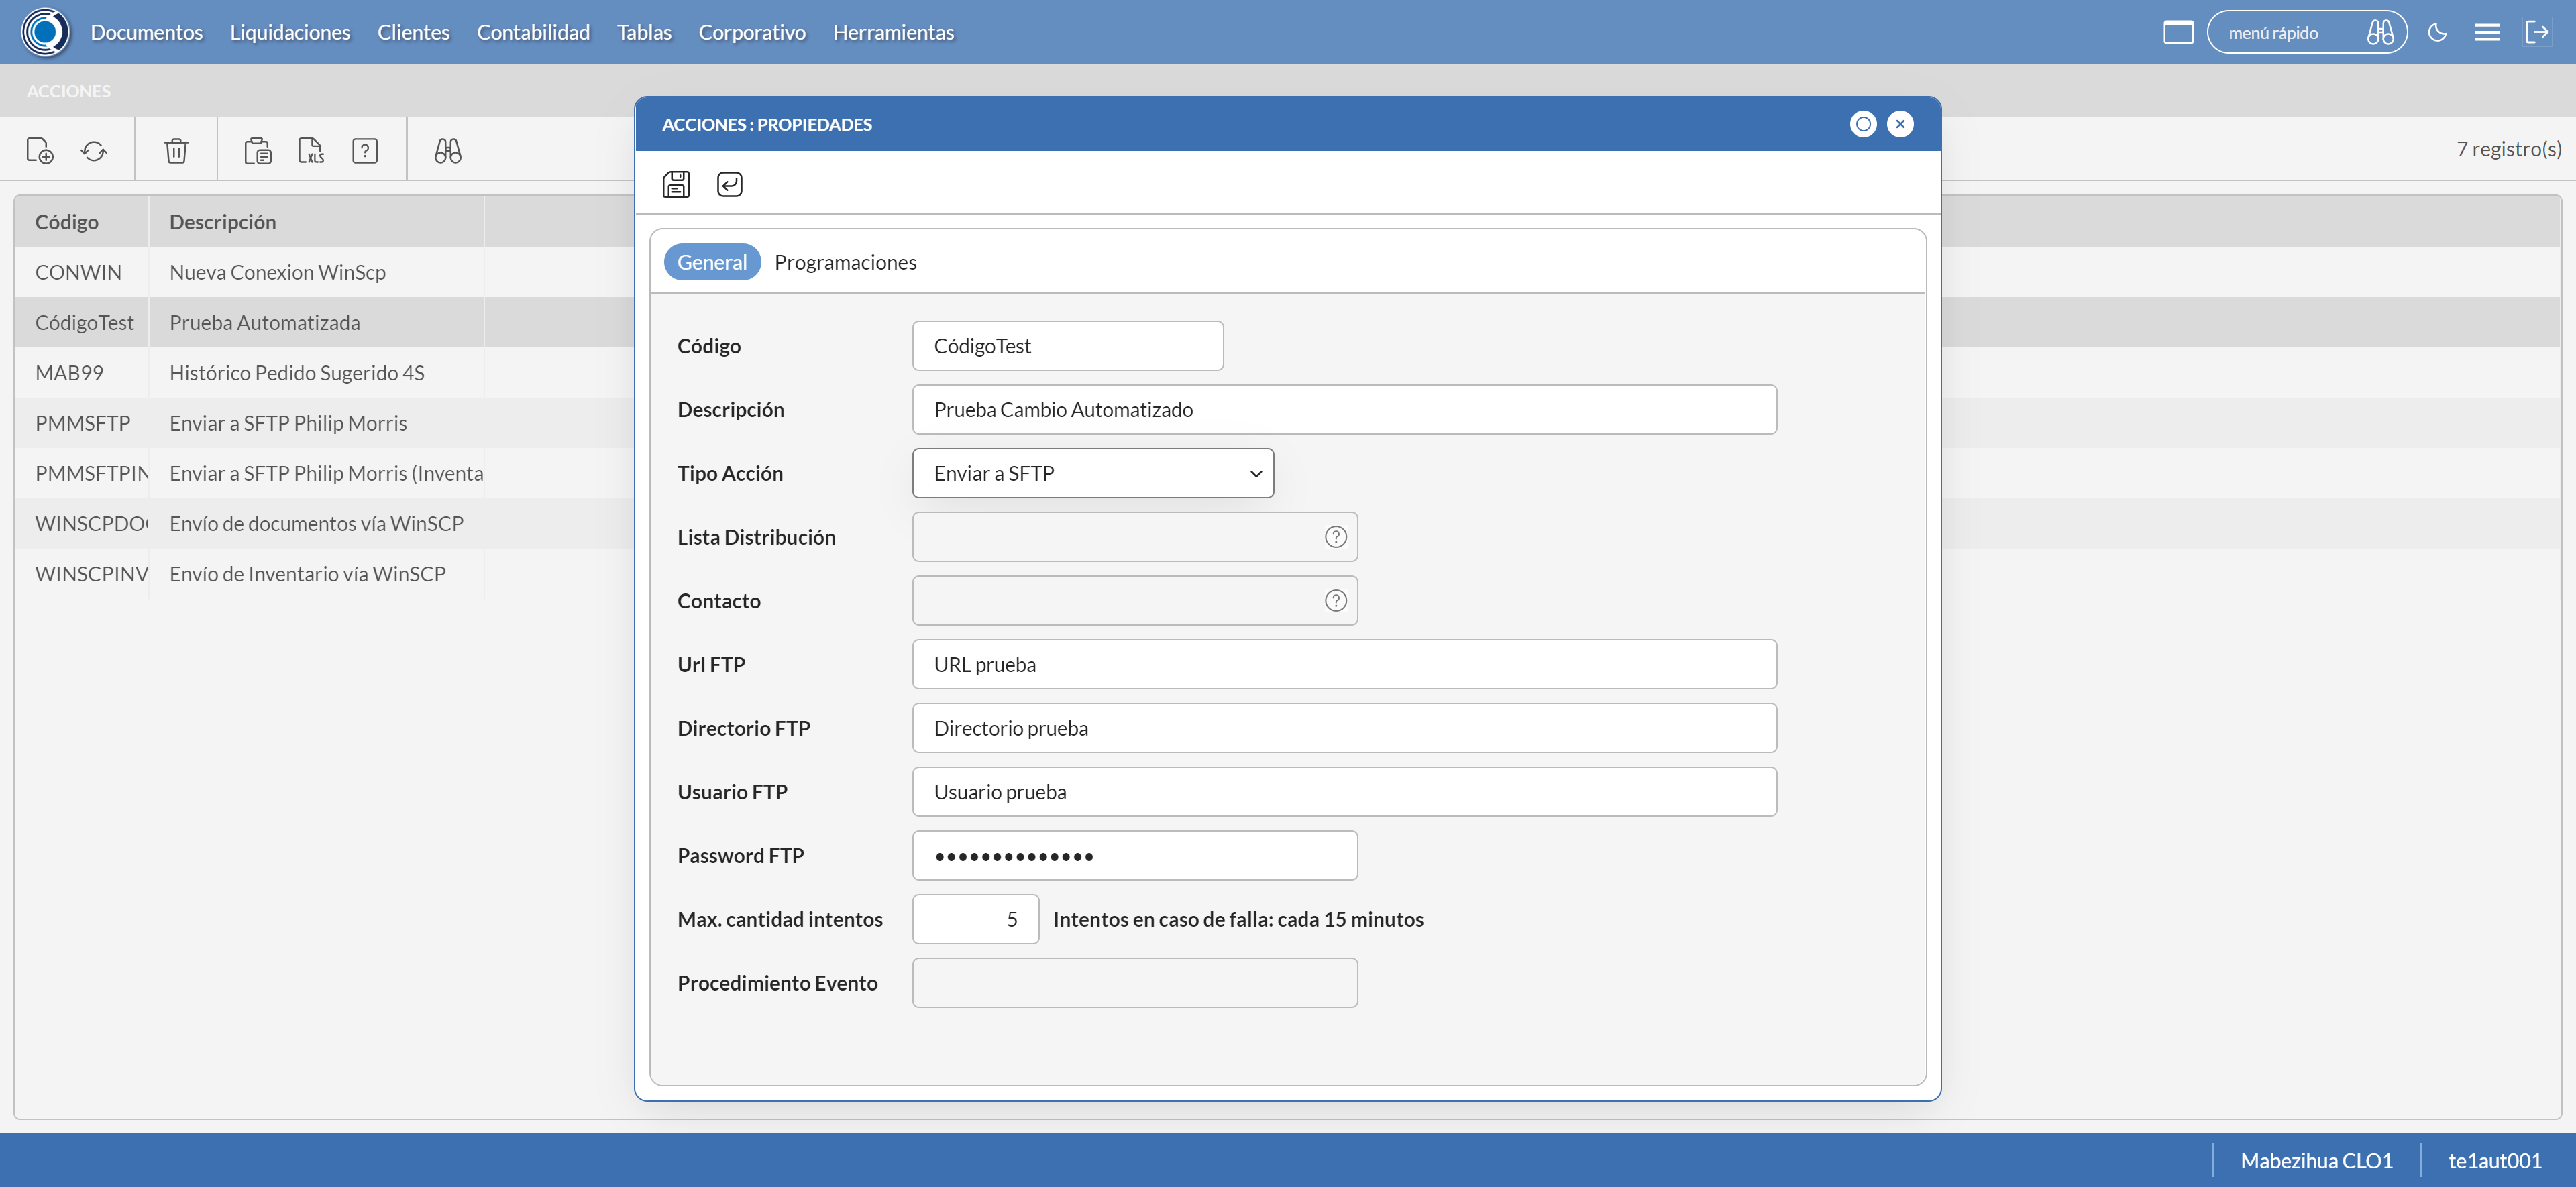 Documentos Liquidaciones Clientes Contabilidad Tablas Corporativo Herramientas menú rápido
ACCIONES
XLS ? 7 registro(s)
Código Descripción
CONWIN Nueva Conexion WinScp
CódigoTest Prueba Automatizada
MAB99 Histórico Pedido Sugerido 4S
PMMSFTP Enviar a SFTP Philip Morris
PMMSFTPIN Enviar a SFTP Philip Morris (Inventa
WINSCPDO Envío de documentos vía WinSCP
WINSCPINV Envío de Inventario vía WinSCP
ACCIONES : PROPIEDADES
General Programaciones
Código CódigoTest
Descripción Prueba Cambio Automatizado
Tipo Acción Enviar a SFTP
Lista Distribución ?
Contacto ?
Url FTP URL prueba
Directorio FTP Directorio prueba
Usuario FTP Usuario prueba
Password FTP ••••••••••••••
Max. cantidad intentos 5 Intentos en caso de falla: cada 15 minutos
Procedimiento Evento
Mabezihua CLO1 te1aut001